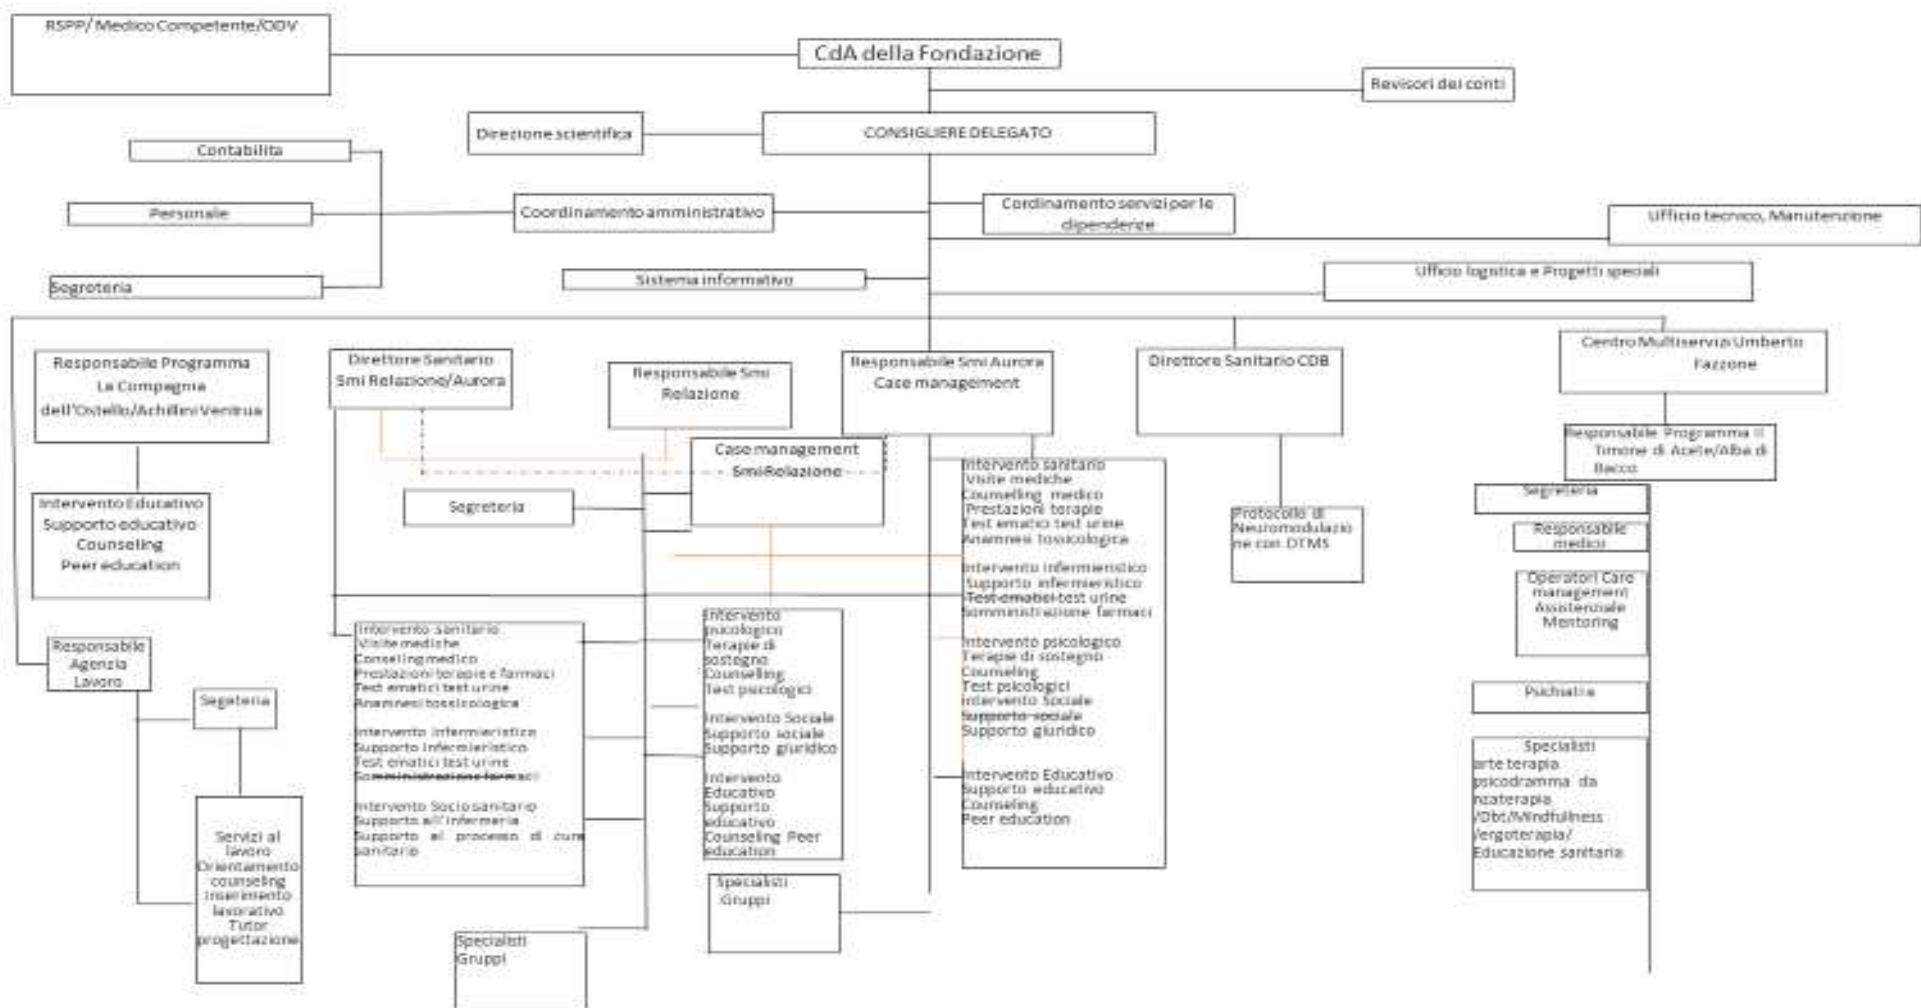 RSPP/ Medico Competente/ODV
CdA della Fondazione
Revisori dei conti
Direzione scientifica
CONSIGLIERE DELEGATO
Contabilita
Personale
Coordinamento amministrativo
Cordinamento servizi per le
dipendenze
Ufficio tecnico, Manutenzione
Segreteria
Sistema informativo
Ufficio logistica e Progetti speciali
Responsabile Programma
La Compagnia
dell'Ostello/Achillini Ventrua
Direttore Sanitario
Smi Relazione/Aurora
Responsabile Smi
Relazione
Responsabile Smi Aurora
Case management
Direttore Sanitario CDB
Centro Multiservizi Umberto
Fazzone
Case management
Smi Relazione
Responsabile Programma Il
Timone di Acete/Alba di
Bacco
Intervento Educativo
Supporto educativo
Counseling
Peer education
Segreteria
Intervento sanitario
Visite mediche
Counselling medico
Prestazioni terapie
Test ematici test urine
Anamnesi tossicologica
Intervento infermieristico
Supporto infermieristico
Test ematici test urine
Somministrazione farmaci
Intervento psicologico
Terapie di sostegno
Counseling
Test psicologici
Intervento Sociale
Supporto sociale
Supporto giuridico
Intervento Educativo
Supporto educativo
Counseling
Peer education
Protocollo di
Neuromodulazio
ne con DTMS
Segreteria
Responsabile
medico
Operatori Care
management
Assistenziale
Mentoring
Psichiatria
Specialisti
arte terapia
psicodramma da
nzaterapia
/Dbt/Mindfullness
/ergoterapia/
Educazione sanitaria
Responsabile
Agenzia
Lavoro
Segeteria
Servizi al
lavoro
Orientamento
counseling
inserimento
lavorativo
Tutor
progettazione
Intervento sanitario
Visite mediche
Conseling medico
Prestazioni terapie e farmaci
Test ematici test urine
Anamnesi tossicologica
Intervento infermieristico
Supporto infermieristico
Test ematici test urine
Somministrazione farmaci
Intervento Socio sanitario
Supporto all'infermeria
Supporto al processo di cura
sanitario
Intervento
psicologico
Terapie di
sostegno
Counselling
Test psicologici
Intervento Sociale
Supporto sociale
Supporto giuridico
Intervento
Educativo
Supporto
educativo
Counseling Peer
education
Specialisti
Gruppi
Specialisti
Gruppi